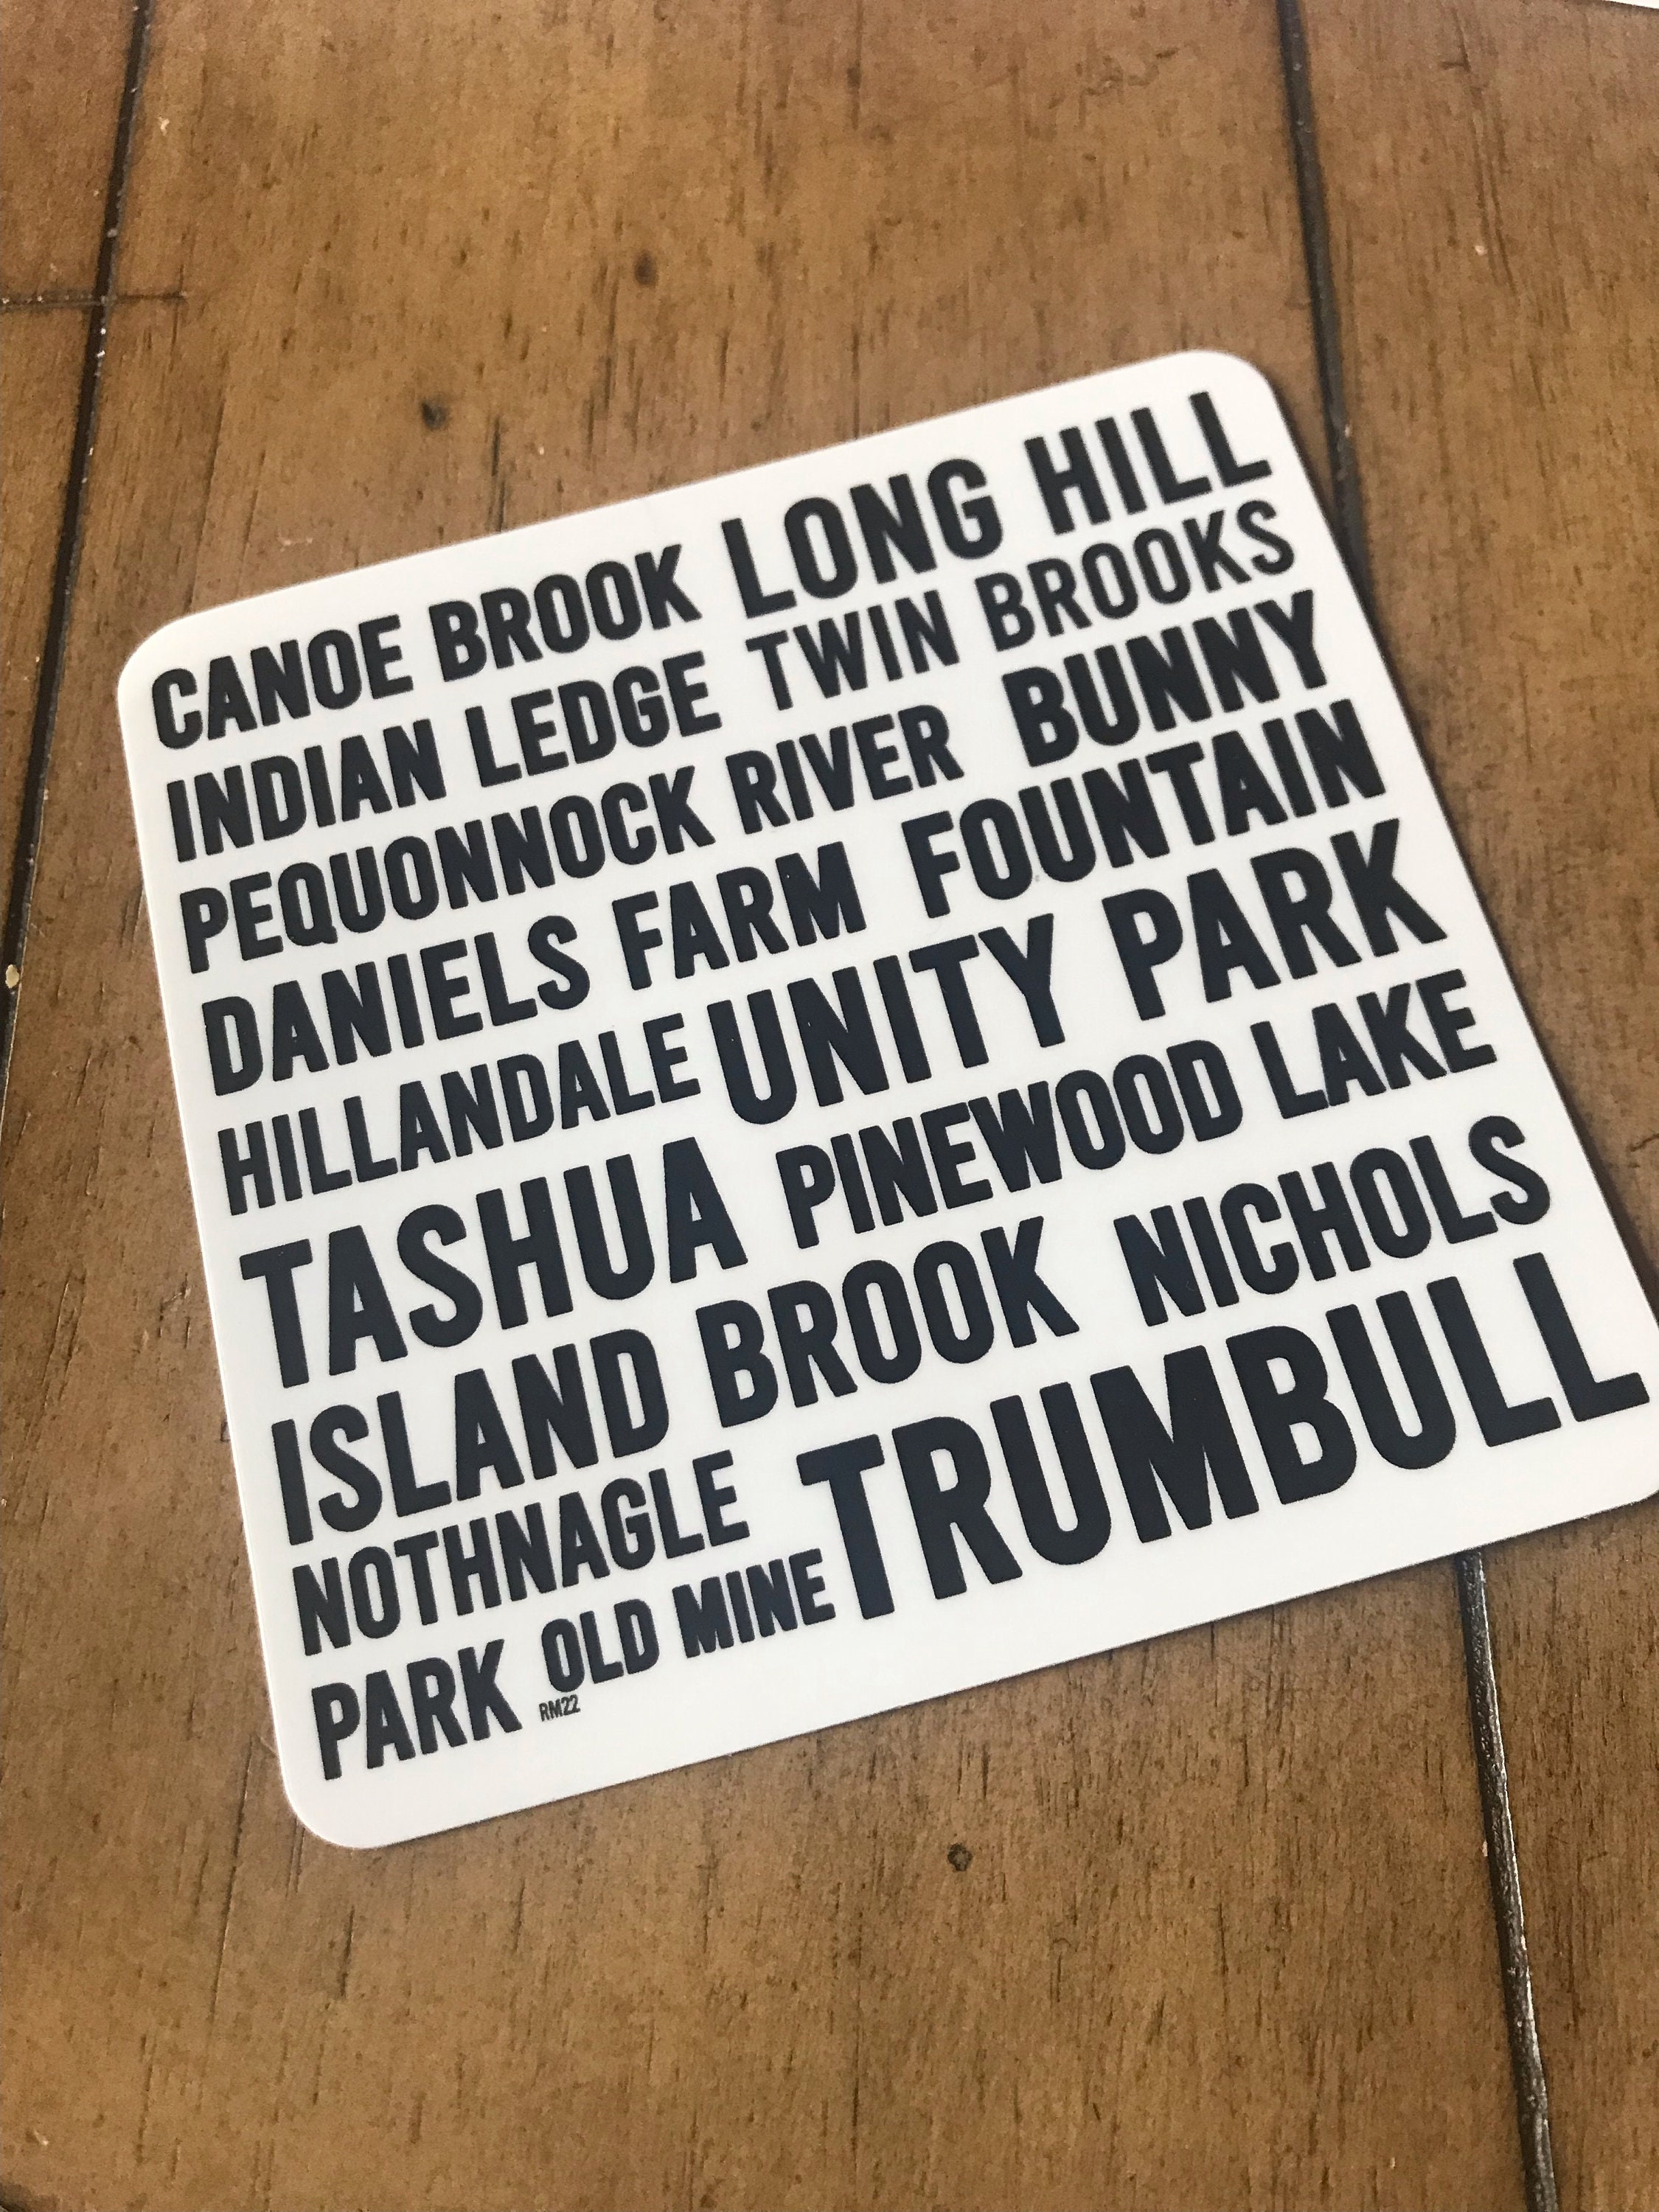 CANOE BROOK LONG HILL
INDIAN LEDGE TWIN BROOKS
PEQUONNOCK RIVER BUNNY
DANIELS FARM FOUNTAIN
HILLANDALE UNITY PARK
TASHUA PINEWOOD LAKE
ISLAND BROOK NICHOLS
NOTHNAGLE TRUMBULL
PARK OLD MINE
RM22